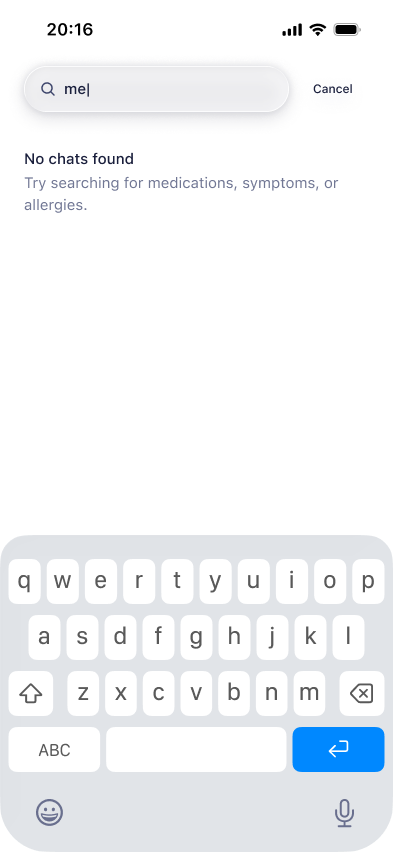 20:16
me
Cancel
No chats found
Try searching for medications, symptoms, or
allergies.
q w e r t y u i o p
a s d f g h j k l
z x c v b n m
ABC